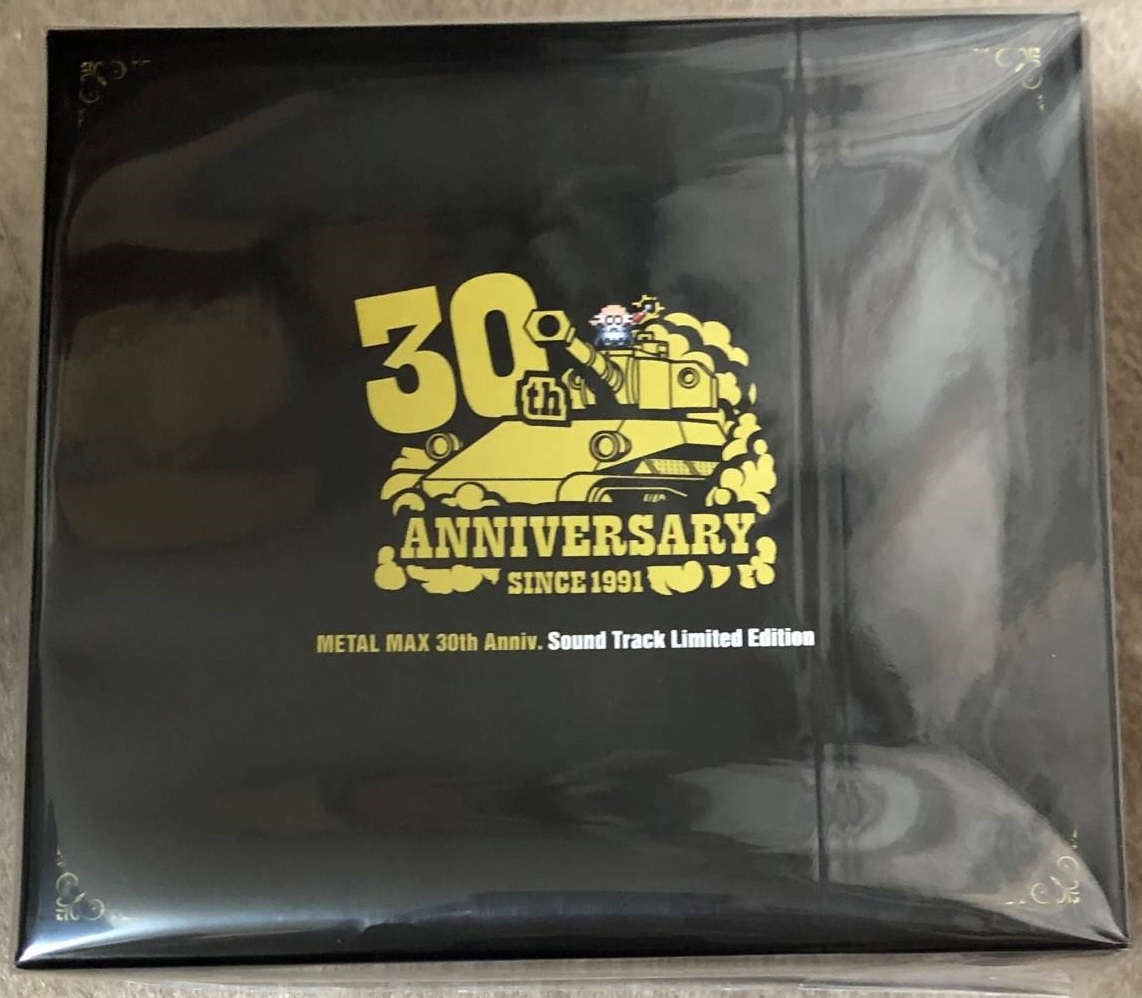 30th
ANNIVERSARY
SINCE 1991
METAL MAX 30th Anniv. Sound Track Limited Edition